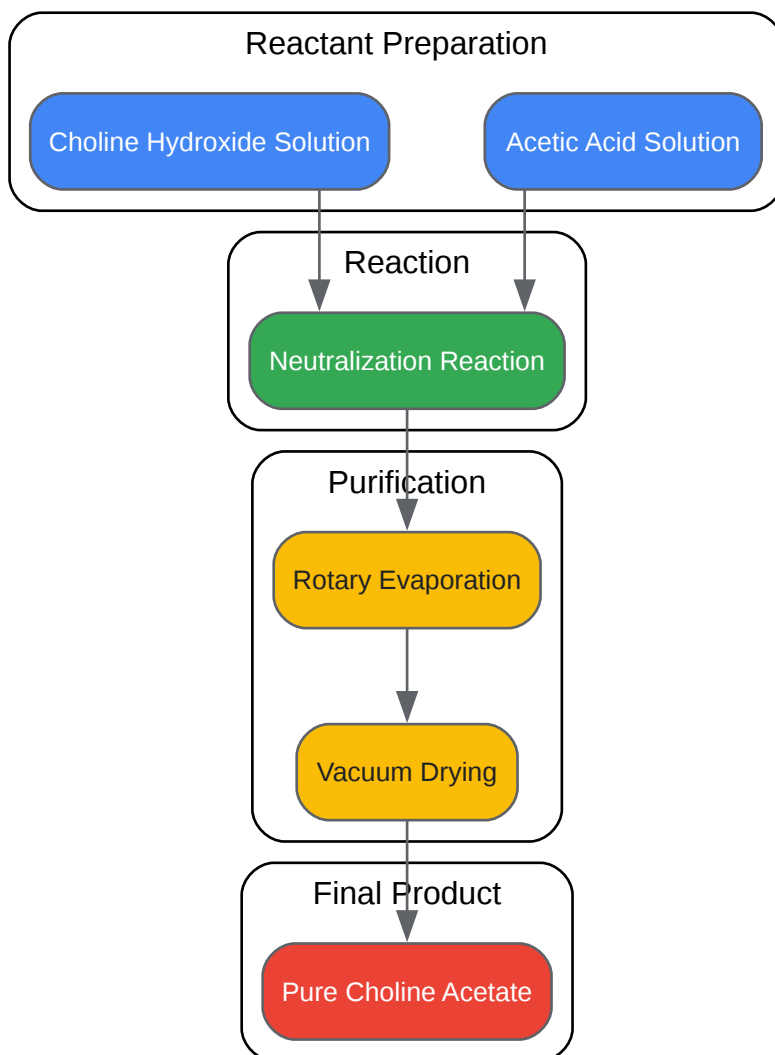 Reactant Preparation
Choline Hydroxide Solution
Acetic Acid Solution
Reaction
Neutralization Reaction
Purification
Rotary Evaporation
Vacuum Drying
Final Product
Pure Choline Acetate